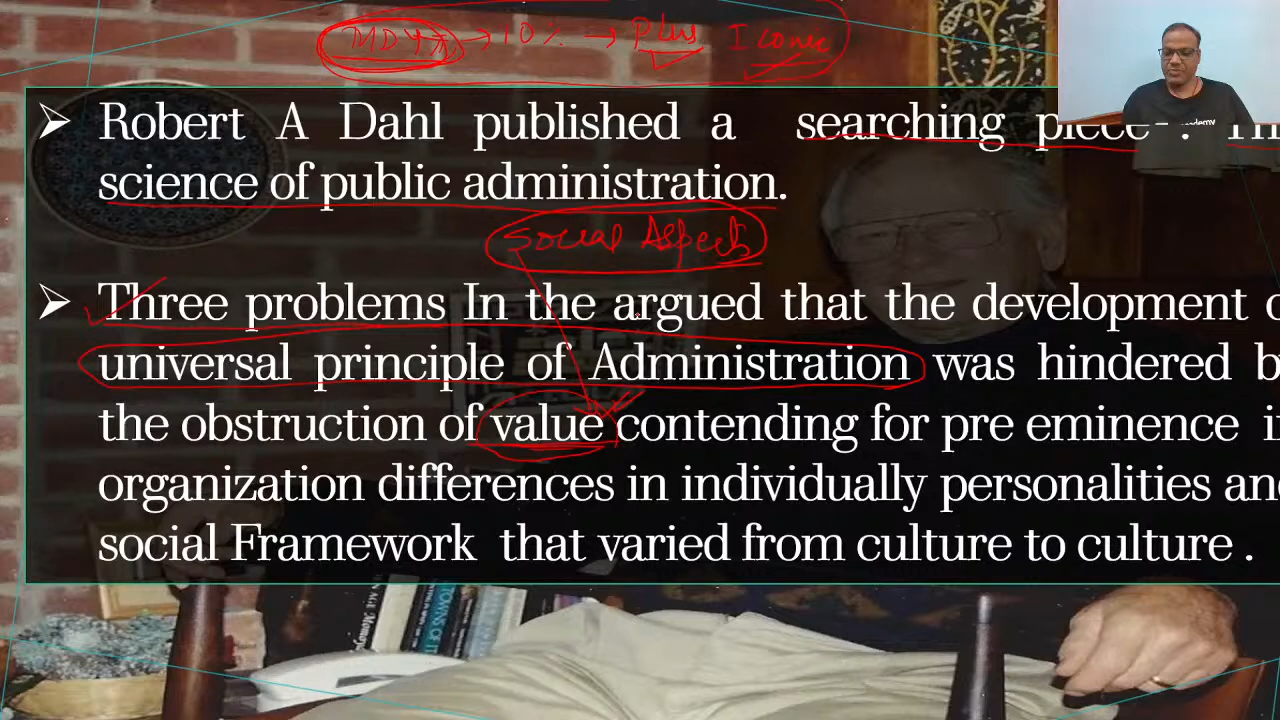 MDYT → 10% → Plus Iconic
➤ Robert A Dahl published a searching piece
science of public administration.
Social Aspects
➤ Three problems In the argued that the development
universal principle of Administration was hindered
the obstruction of value contending for pre eminence
organization differences in individually personalities
social Framework that varied from culture to culture .